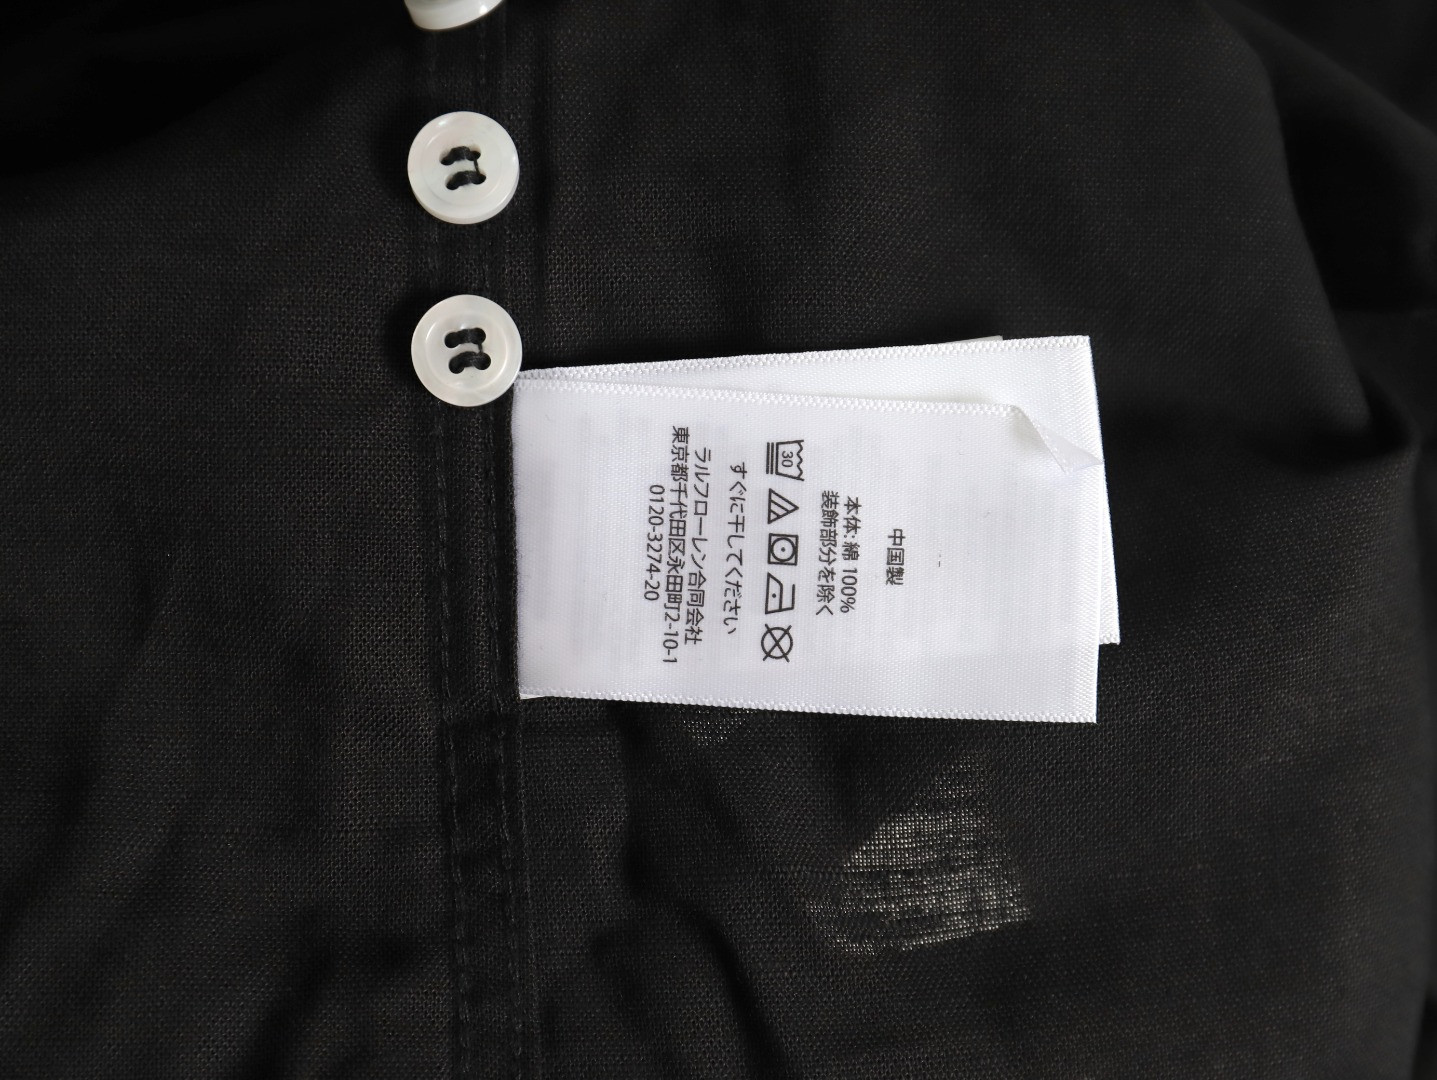 中国製
本体: 綿 100%
装飾部分を除く
30
すぐに干してください
ラルフローレン合同会社
東京都千代田区永田町2-10-1
0120-3274-20